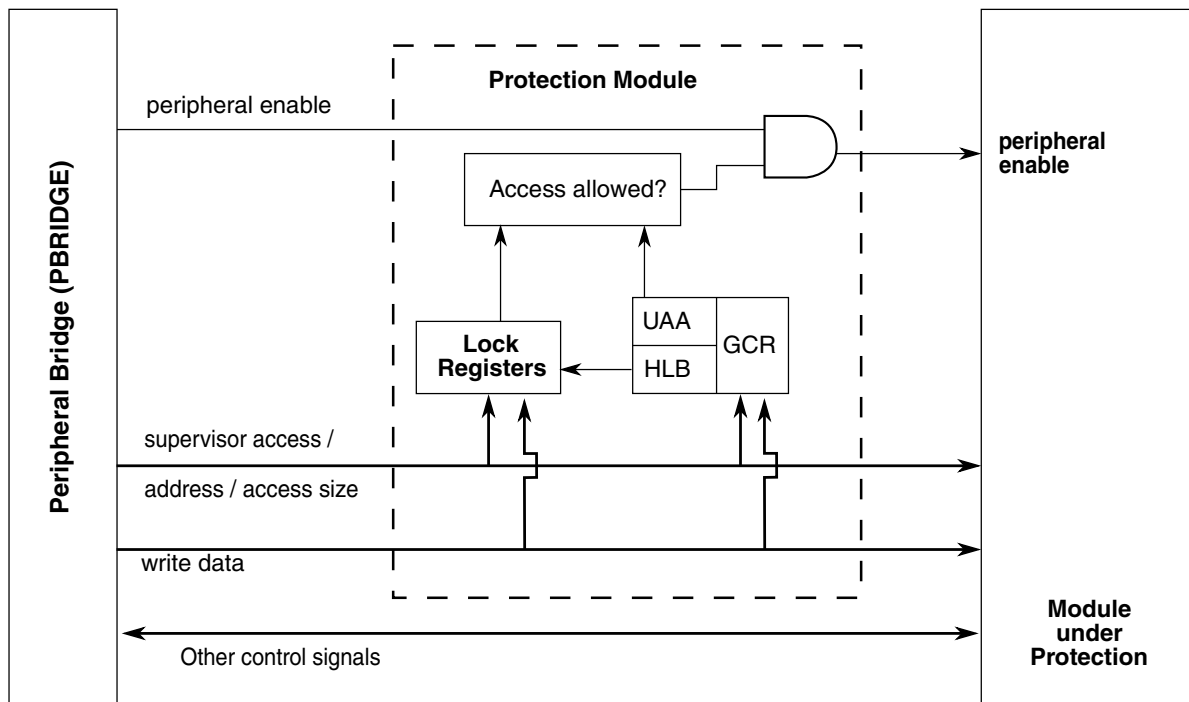 Protection Module
peripheral enable
peripheral
enable
Access allowed?
Peripheral Bridge (PBRIDGE)
UAA
GCR
HLB
Lock
Registers
supervisor access /
address / access size
write data
Other control signals
Module
under
Protection